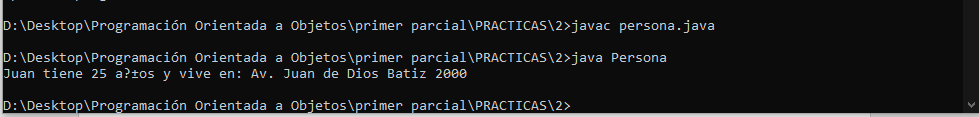 D:\Desktop\Programación Orientada a Objetos\primer parcial\PRACTICAS\2>javac persona.java
D:\Desktop\Programación Orientada a Objetos\primer parcial\PRACTICAS\2>java Persona
Juan tiene 25 a?±os y vive en: Av. Juan de Dios Batiz 2000
D:\Desktop\Programación Orientada a Objetos\primer parcial\PRACTICAS\2>